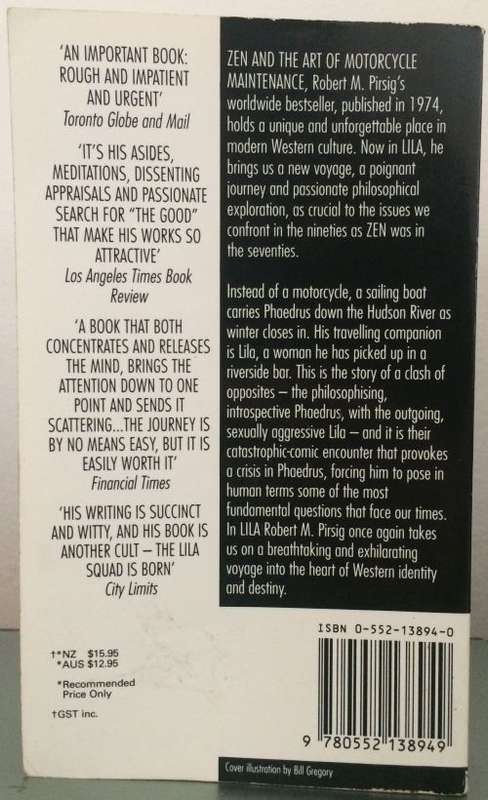 'AN IMPORTANT BOOK:
ROUGH AND IMPATIENT
AND URGENT'
Toronto Globe and Mail
'IT'S HIS ASIDES,
MEDITATIONS, DISSENTING
APPRAISALS AND PASSIONATE
SEARCH FOR "THE GOOD"
THAT MAKE HIS WORKS SO
ATTRACTIVE'
Los Angeles Times Book
Review
'A BOOK THAT BOTH
CONCENTRATES AND RELEASES
THE MIND, BRINGS THE
ATTENTION DOWN TO ONE
POINT AND SENDS IT
SCATTERING...THE JOURNEY IS
BY NO MEANS EASY, BUT IT IS
EASILY WORTH IT'
Financial Times
'HIS WRITING IS SUCCINCT
AND WITTY, AND HIS BOOK IS
ANOTHER CULT – THE LILA
SQUAD IS BORN'
City Limits
†*NZ $15.95
*AUS $12.95
*Recommended
Price Only
†GST inc.
ZEN AND THE ART OF MOTORCYCLE
MAINTENANCE, Robert M. Pirsig's
worldwide bestseller, published in 1974,
holds a unique and unforgettable place in
modern Western culture. Now in LILA, he
brings us a new voyage, a poignant
journey and passionate philosophical
exploration, as crucial to the issues we
confront in the nineties as ZEN was in
the seventies.
Instead of a motorcycle, a sailing boat
carries Phaedrus down the Hudson River as
winter closes in. His travelling companion
is Lila, a woman he has picked up in a
riverside bar. This is the story of a clash of
opposites – the philosophising,
introspective Phaedrus, with the outgoing,
sexually aggressive Lila – and it is their
catastrophic-comic encounter that provokes
a crisis in Phaedrus, forcing him to pose in
human terms some of the most
fundamental questions that face our times.
In LILA Robert M. Pirsig once again takes
us on a breathtaking and exhilarating
voyage into the heart of Western identity
and destiny.
ISBN 0-552-13894-0
9 780552 138949
Cover illustration by Bill Gregory